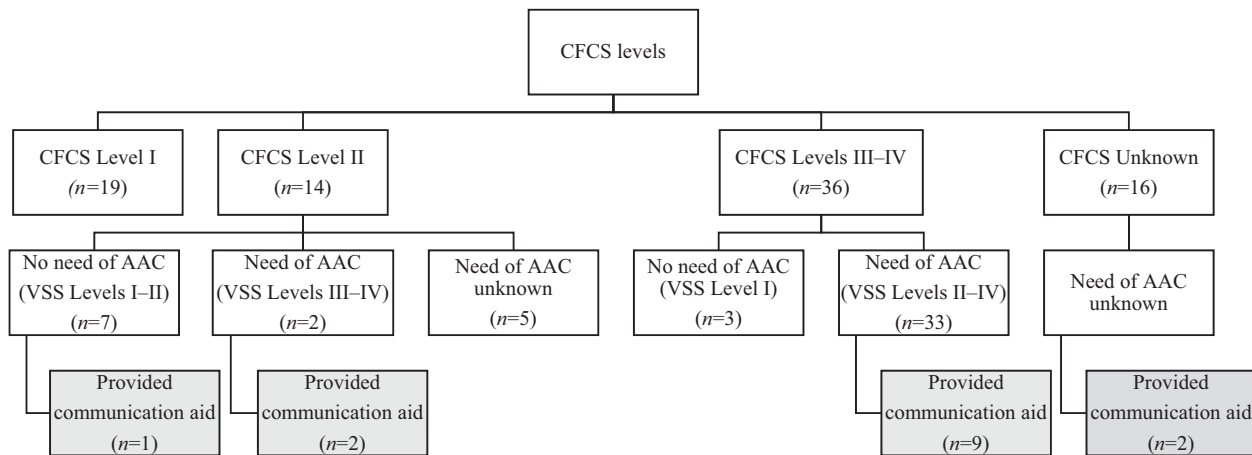 CFCS levels
CFCS Level I
(n=19)
CFCS Level II
(n=14)
CFCS Levels III–IV
(n=36)
CFCS Unknown
(n=16)
No need of AAC
(VSS Levels I–II)
(n=7)
Need of AAC
(VSS Levels III–IV)
(n=2)
Need of AAC
unknown
(n=5)
No need of AAC
(VSS Level I)
(n=3)
Need of AAC
(VSS Levels II–IV)
(n=33)
Need of AAC
unknown
Provided
communication aid
(n=1)
Provided
communication aid
(n=2)
Provided
communication aid
(n=9)
Provided
communication aid
(n=2)